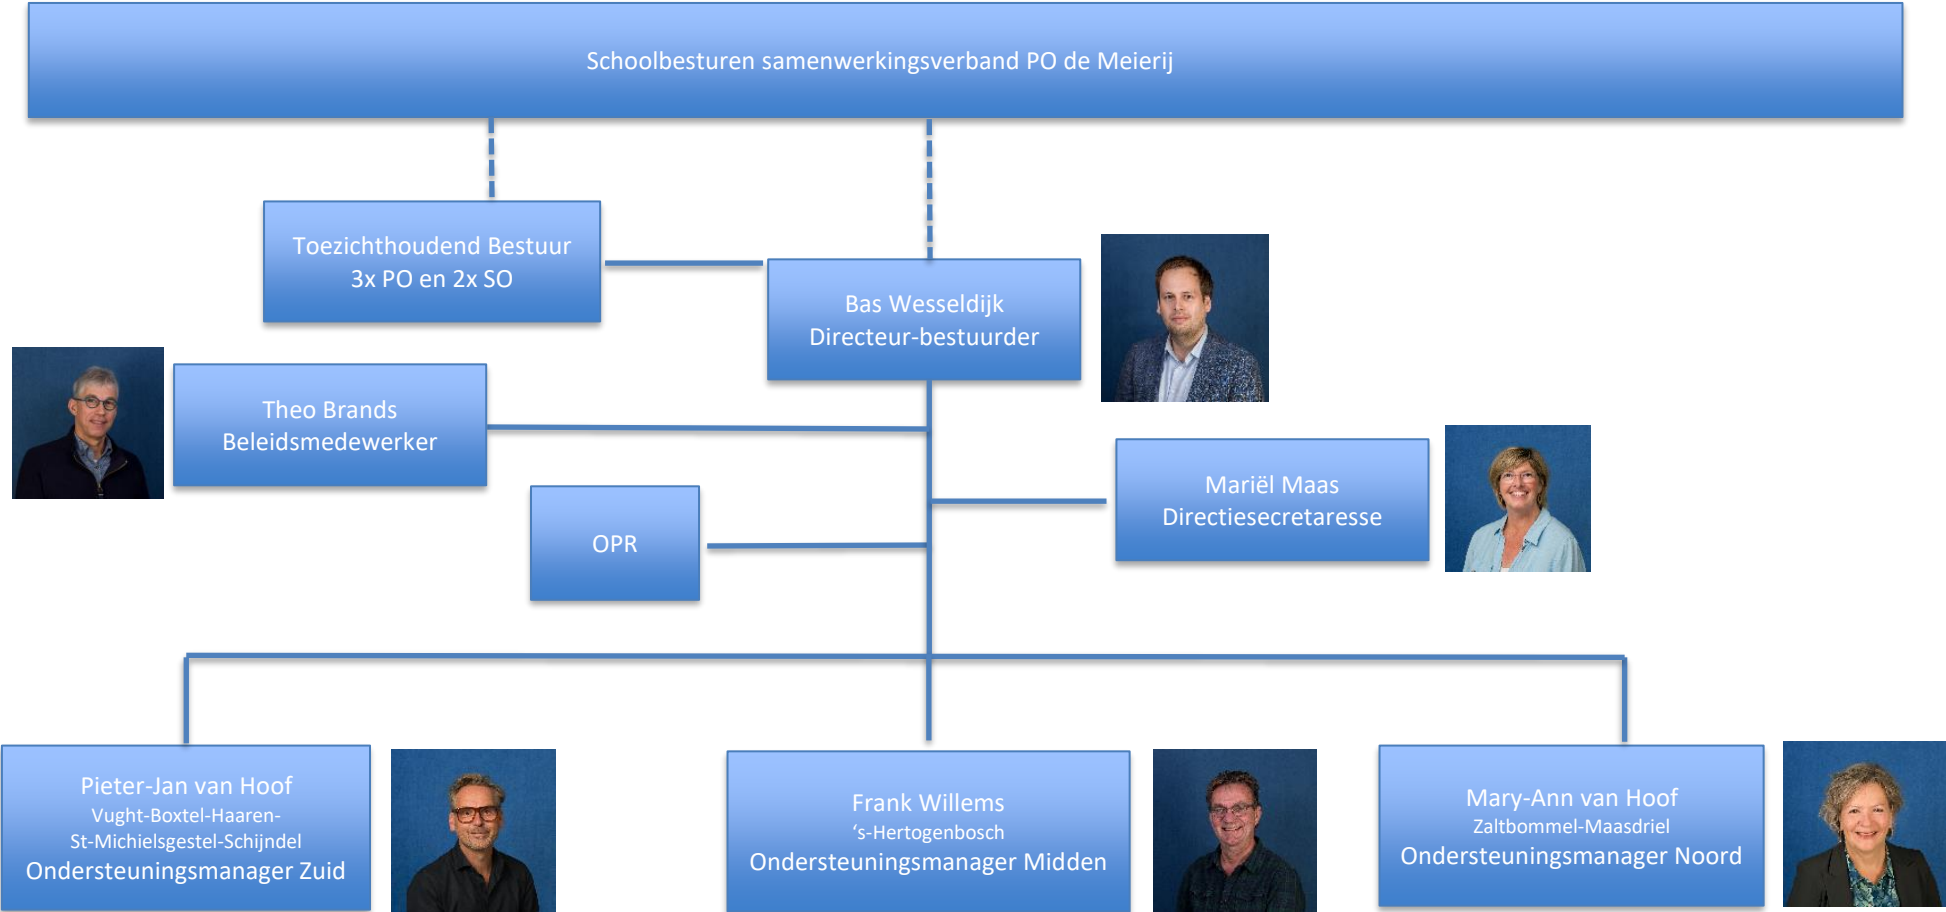 Schoolbesturen samenwerkingsverband PO de Meierij
Toezichthoudend Bestuur
3x PO en 2x SO
Bas Wesseldijk
Directeur-bestuurder
Theo Brands
Beleidsmedewerker
Mariël Maas
Directiesecretaresse
OPR
Pieter-Jan van Hoof
Vught-Boxtel-Haaren-
St-Michielsgestel-Schijndel
Ondersteuningsmanager Zuid
Frank Willems
‘s-Hertogenbosch
Ondersteuningsmanager Midden
Mary-Ann van Hoof
Zaltbommel-Maasdriel
Ondersteuningsmanager Noord